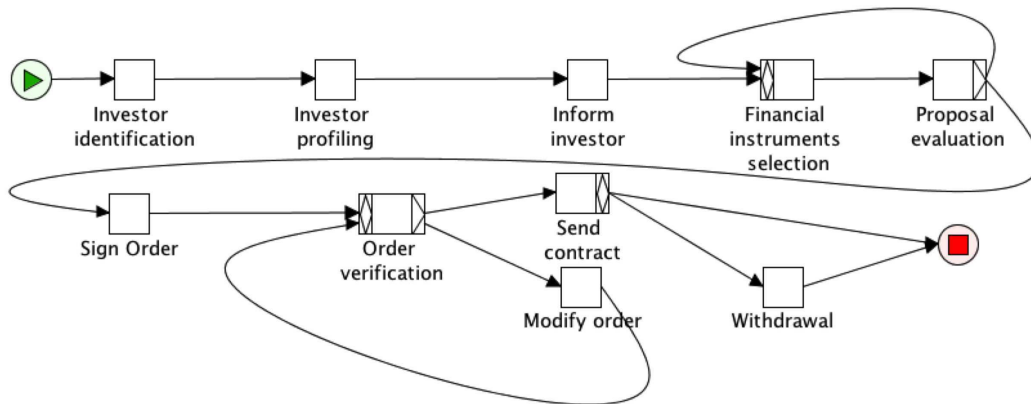 Investor
identification
Investor
profiling
Inform
investor
Financial
instruments
selection
Proposal
evaluation
Sign Order
Order
verification
Send
contract
Modify order
Withdrawal